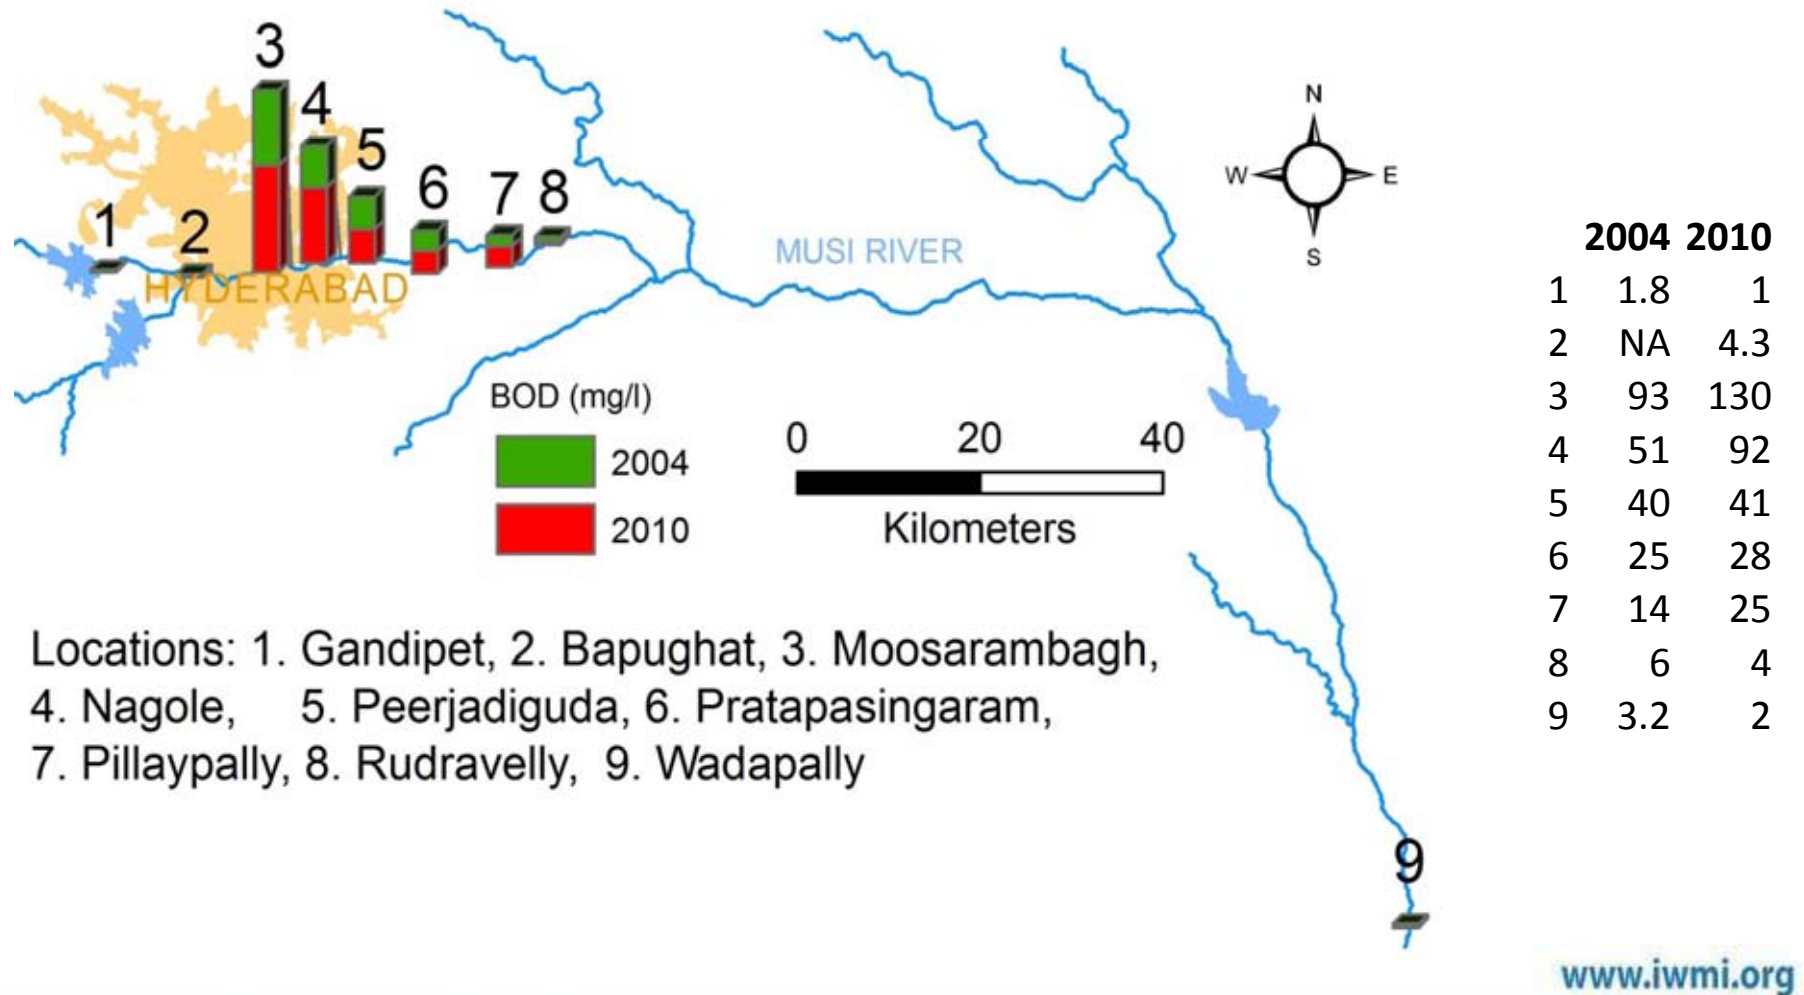 3
4
5
1
2
6
7
8
HYDERABAD
MUSI RIVER
N
W E
S
BOD (mg/l)
2004
2010
0 20 40
Kilometers
2004 2010
1 1.8 1
2 NA 4.3
3 93 130
4 51 92
5 40 41
6 25 28
7 14 25
8 6 4
9 3.2 2
Locations: 1. Gandipet, 2. Bapughat, 3. Moosarambagh,
4. Nagole, 5. Peerjadiguda, 6. Pratapasingaram,
7. Pillaypally, 8. Rudravelly, 9. Wadapally
9
www.iwmi.org